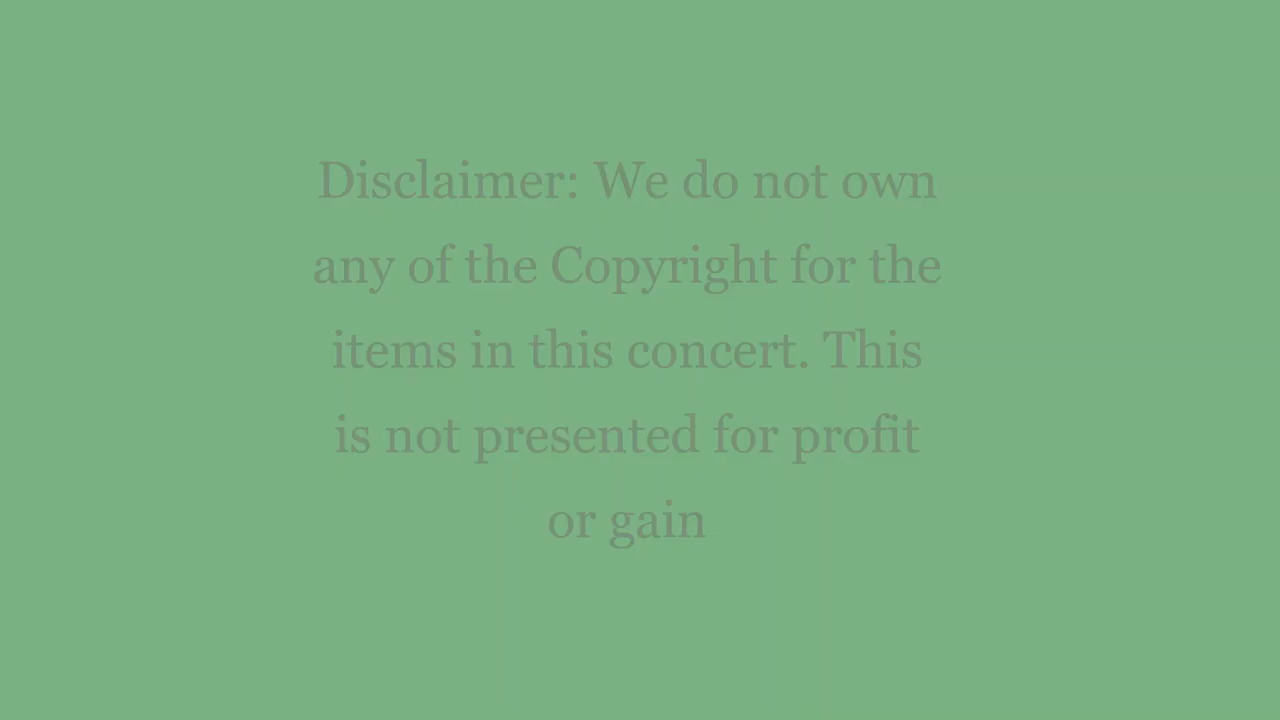 Disclaimer: We do not own
any of the Copyright for the
items in this concert. This
is not presented for profit
or gain